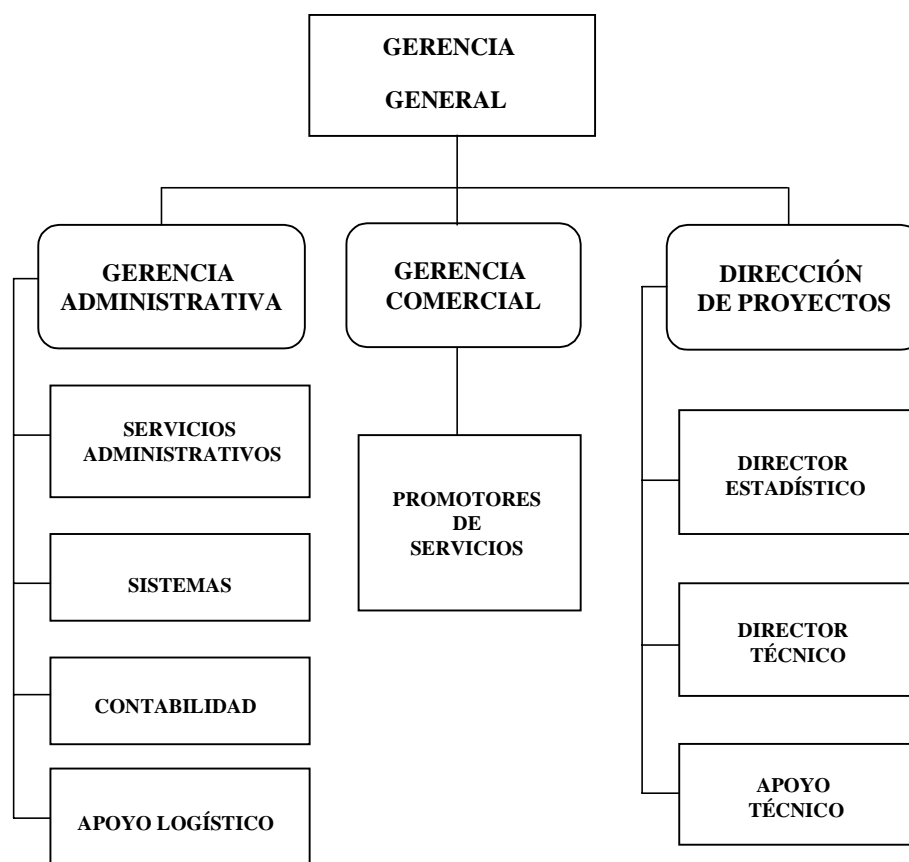 GERENCIA
GENERAL
GERENCIA
ADMINISTRATIVA
GERENCIA
COMERCIAL
DIRECCIÓN
DE PROYECTOS
SERVICIOS
ADMINISTRATIVOS
SISTEMAS
CONTABILIDAD
APOYO LOGÍSTICO
PROMOTORES
DE
SERVICIOS
DIRECTOR
ESTADÍSTICO
DIRECTOR
TÉCNICO
APOYO
TÉCNICO